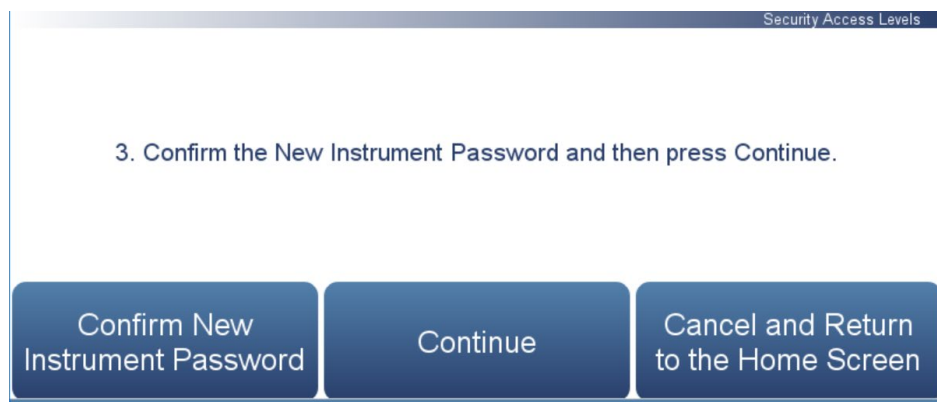 Security Access Levels
3. Confirm the New Instrument Password and then press Continue.
Confirm New
Instrument Password
Continue
Cancel and Return
to the Home Screen